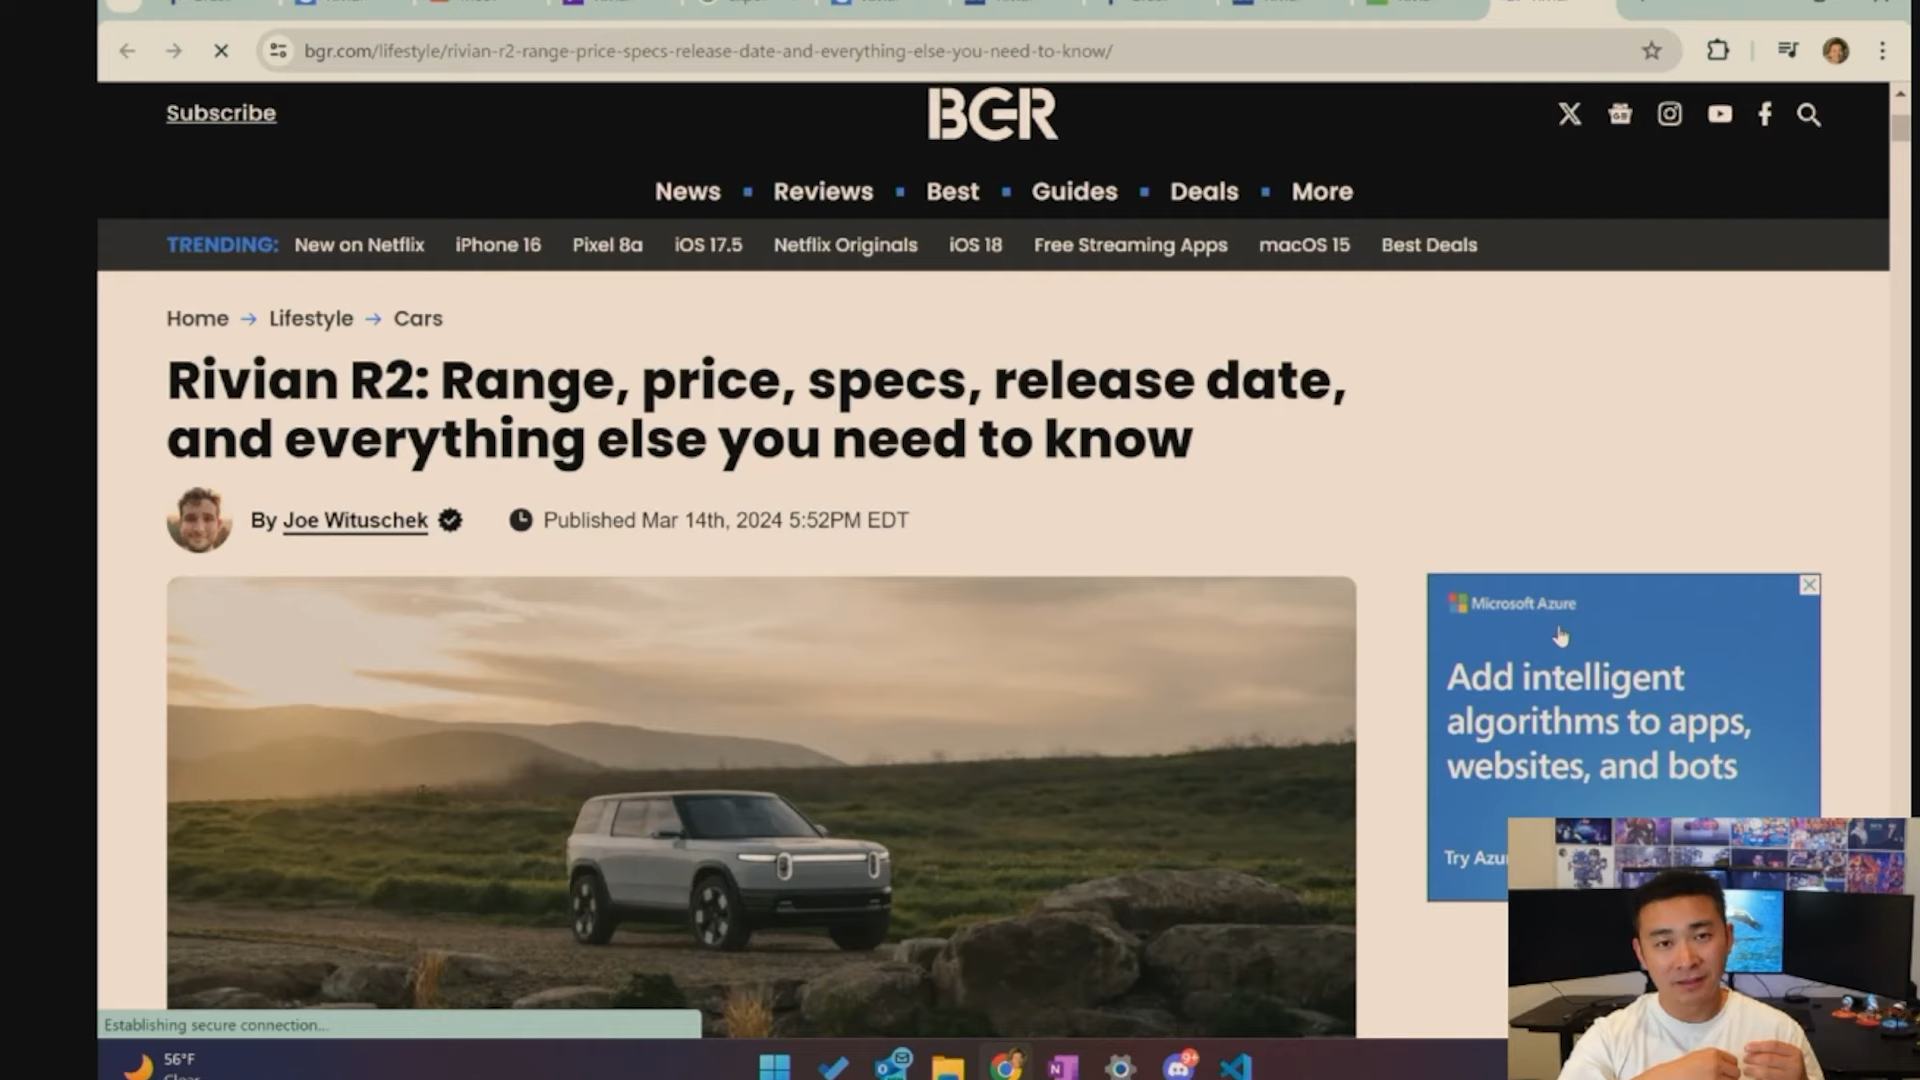 bgr.com/lifestyle/rivian-r2-range-price-specs-release-date-and-everything-else-you-need-to-know/
Subscribe
BGR
News Reviews Best Guides Deals More
TRENDING: New on Netflix iPhone 16 Pixel 8a iOS 17.5 Netflix Originals iOS 18 Free Streaming Apps macOS 15 Best Deals
Home → Lifestyle → Cars
Rivian R2: Range, price, specs, release date,
and everything else you need to know
By Joe Wituschek Published Mar 14th, 2024 5:52PM EDT
Microsoft Azure
Add intelligent
algorithms to apps,
websites, and bots
Try
Establishing secure connection...
56°F
9+